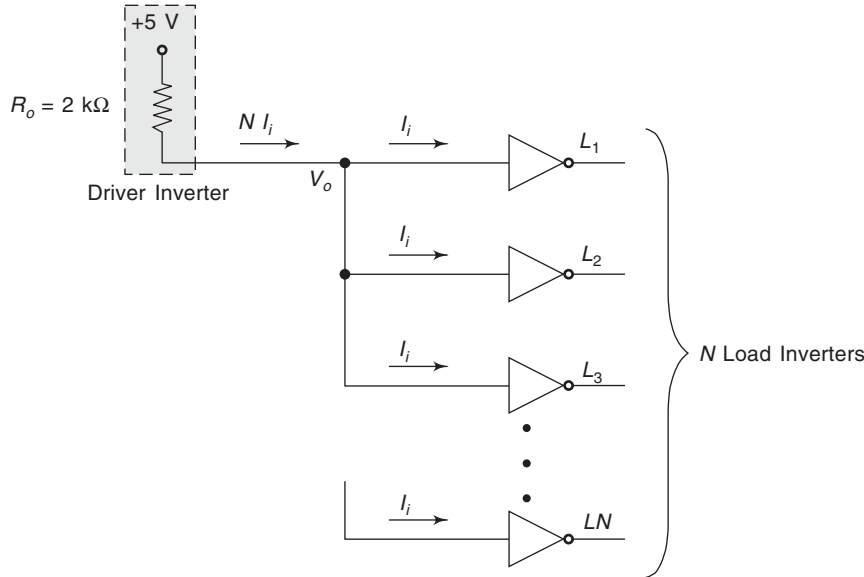 +5 V
R_o = 2 kΩ
Driver Inverter
N I_i
V_o
I_i
L_1
I_i
L_2
I_i
L_3
I_i
LN
N Load Inverters